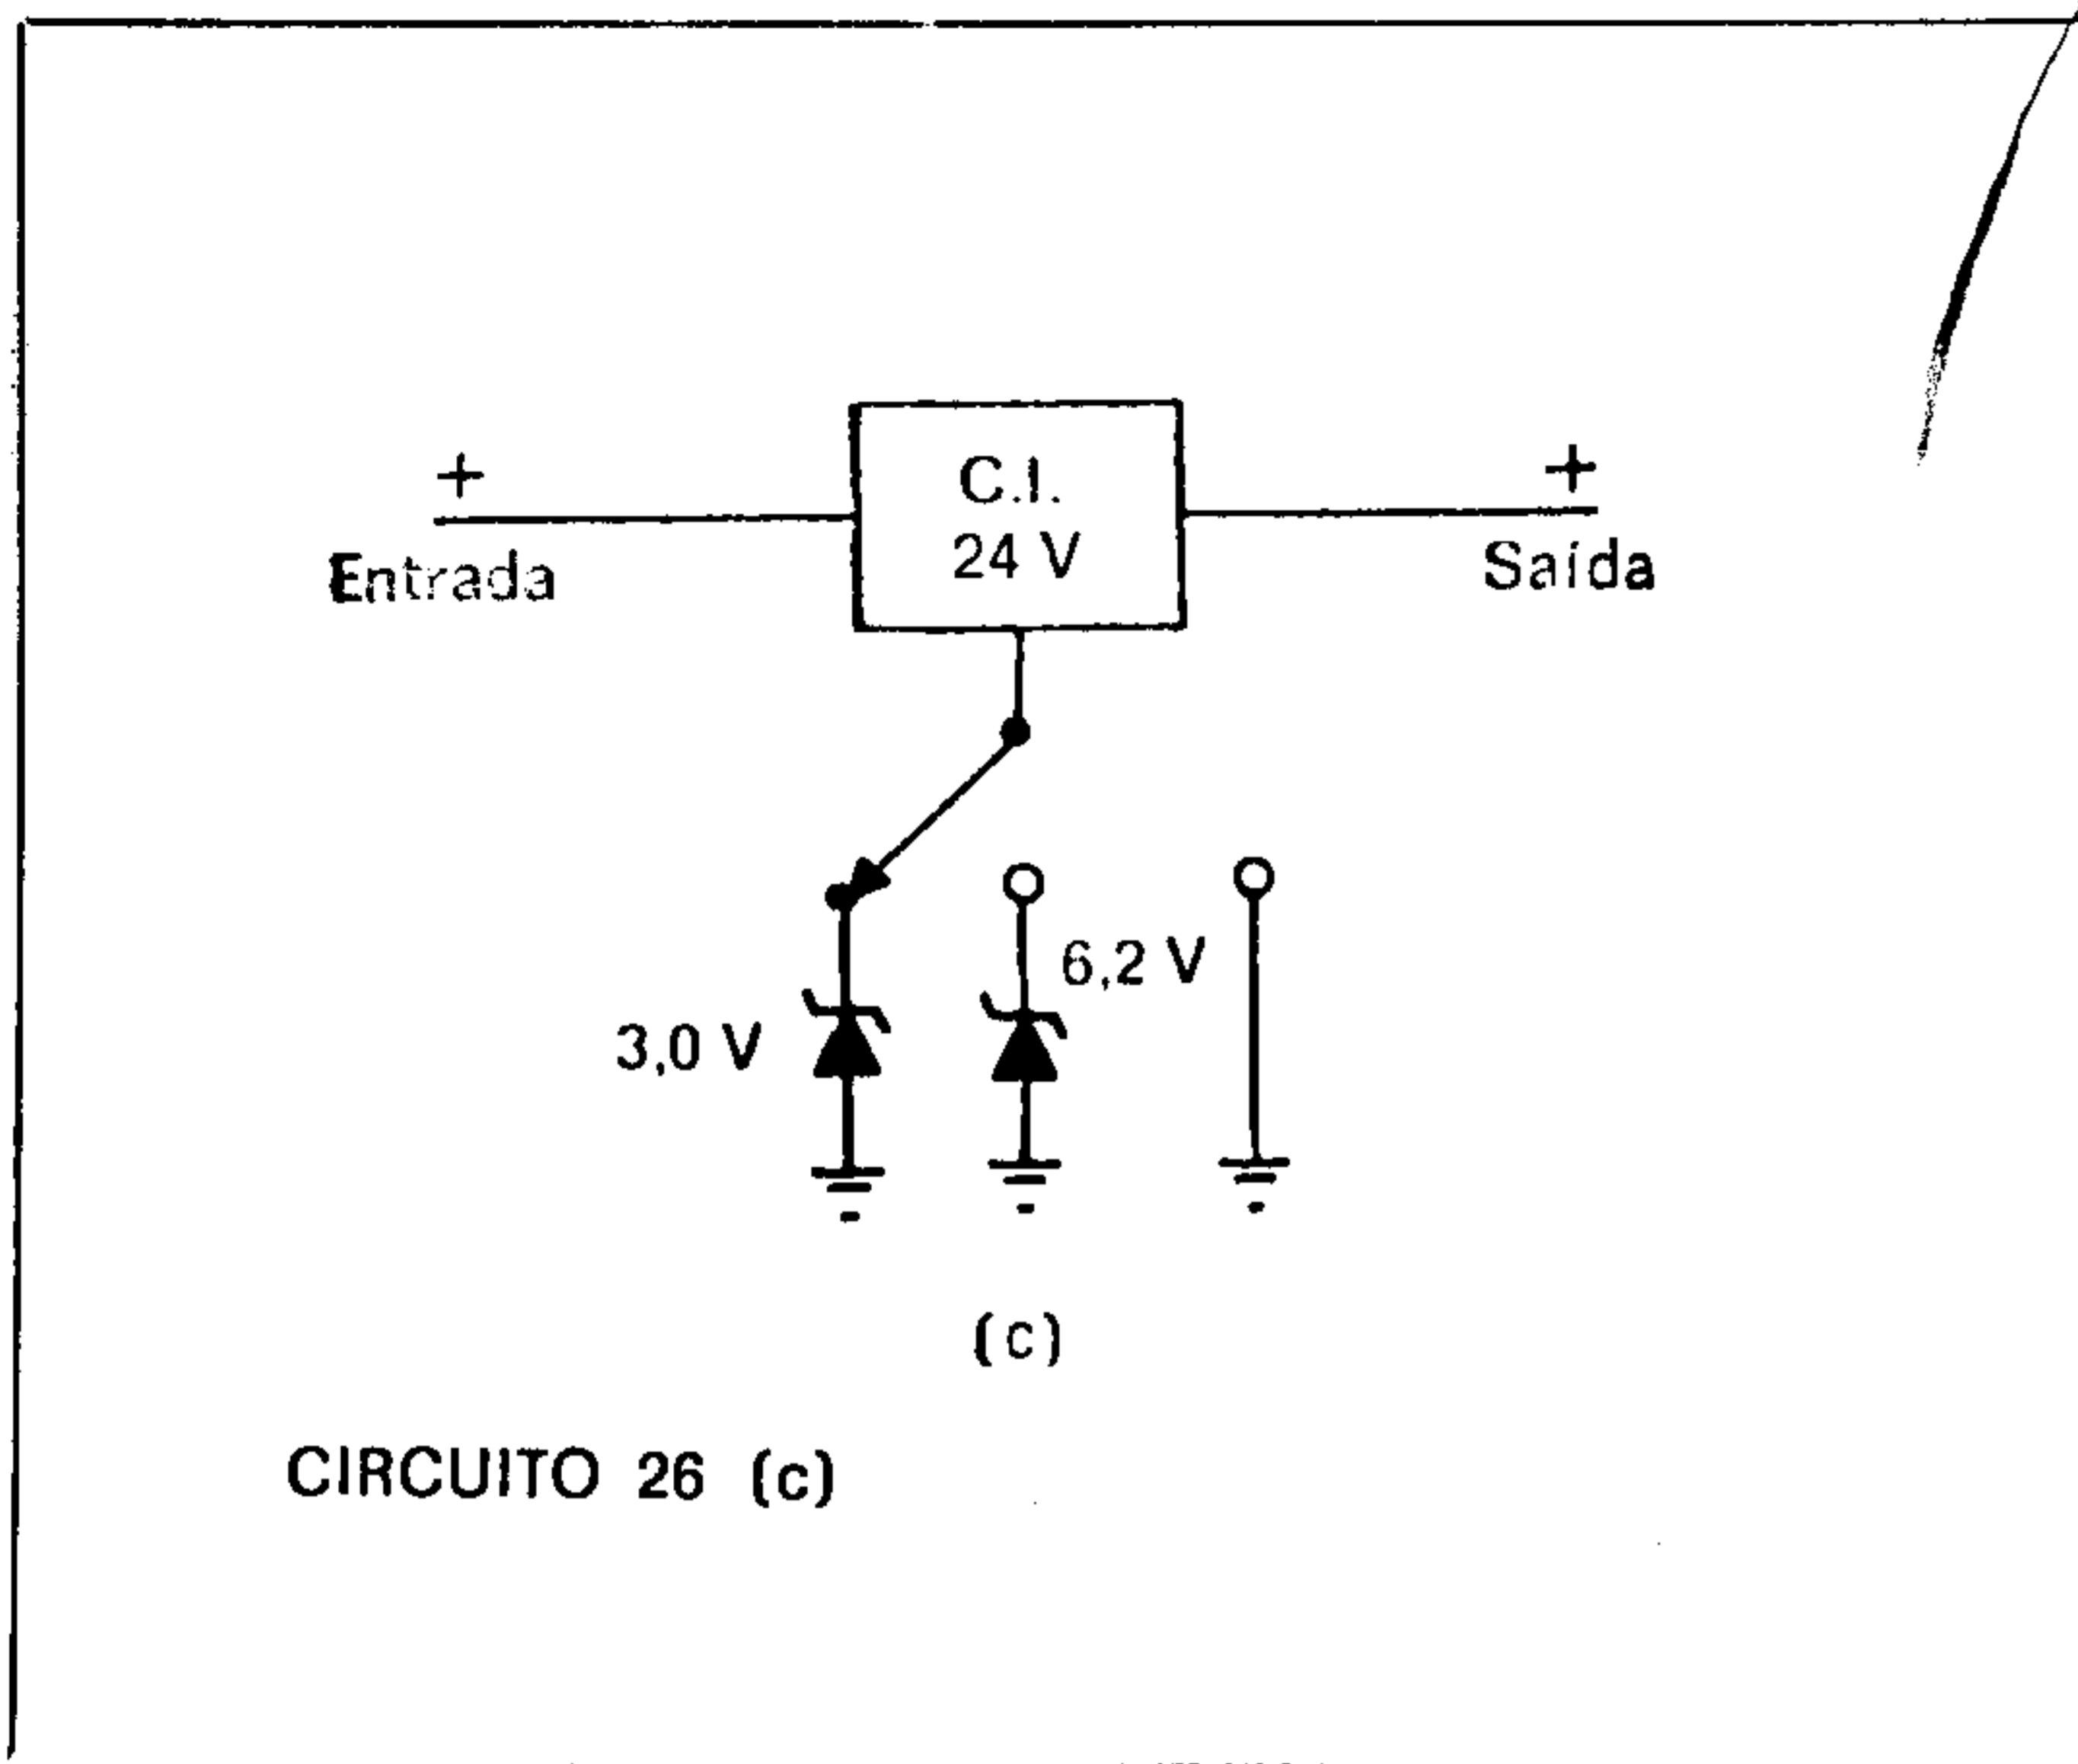 +
+
C.I.
24 V
Entrada
Saída
6,2 V
3,0 V
(c)
CIRCUITO 26 (c)